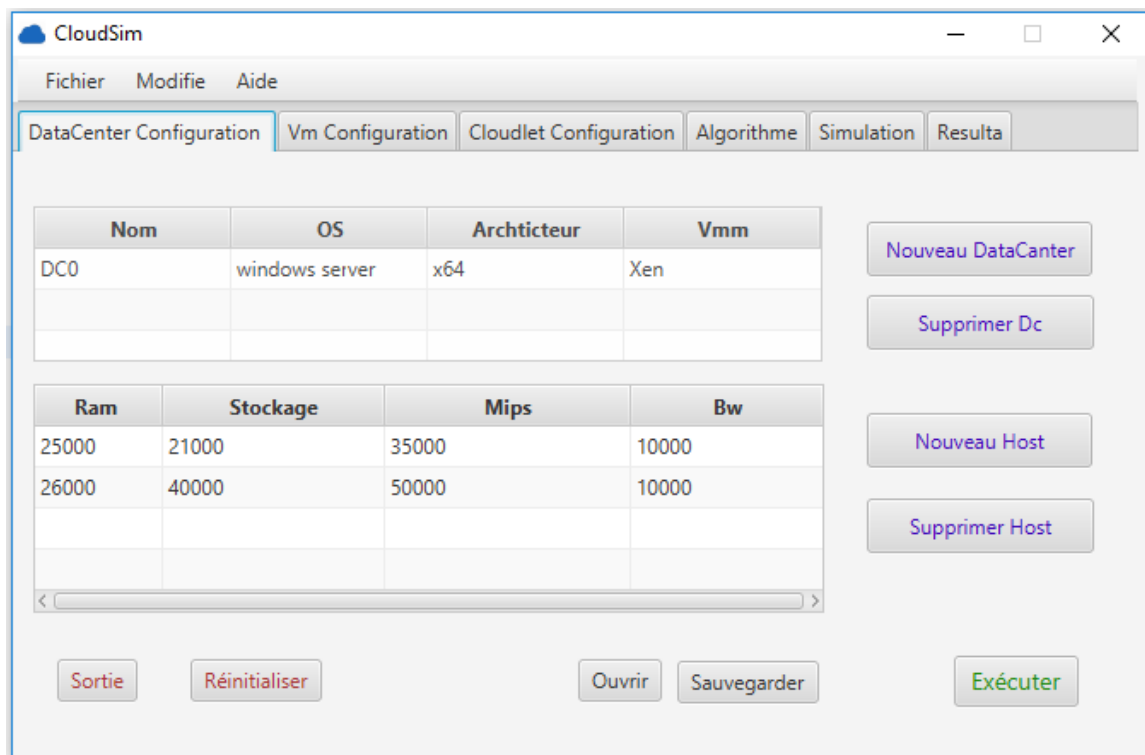 CloudSim
Fichier Modifie Aide
DataCenter Configuration Vm Configuration Cloudlet Configuration Algorithme Simulation Resulta
Nom OS Archticteur Vmm
DC0 windows server x64 Xen
Nouveau DataCanter
Supprimer Dc
Ram Stockage Mips Bw
25000 21000 35000 10000
26000 40000 50000 10000
Nouveau Host
Supprimer Host
Sortie Réinitialiser Ouvrir Sauvegarder Exécuter